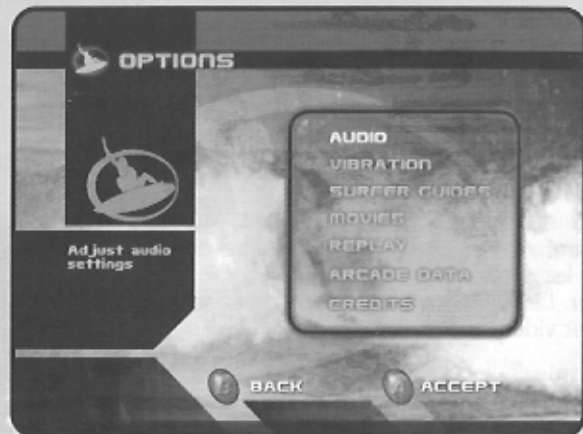 OPTIONS
AUDIO
VIBRATION
SURFER GUIDES
MOVIES
REPLAY
ARCADE DATA
CREDITS
Adjust audio
settings
B BACK
A ACCEPT